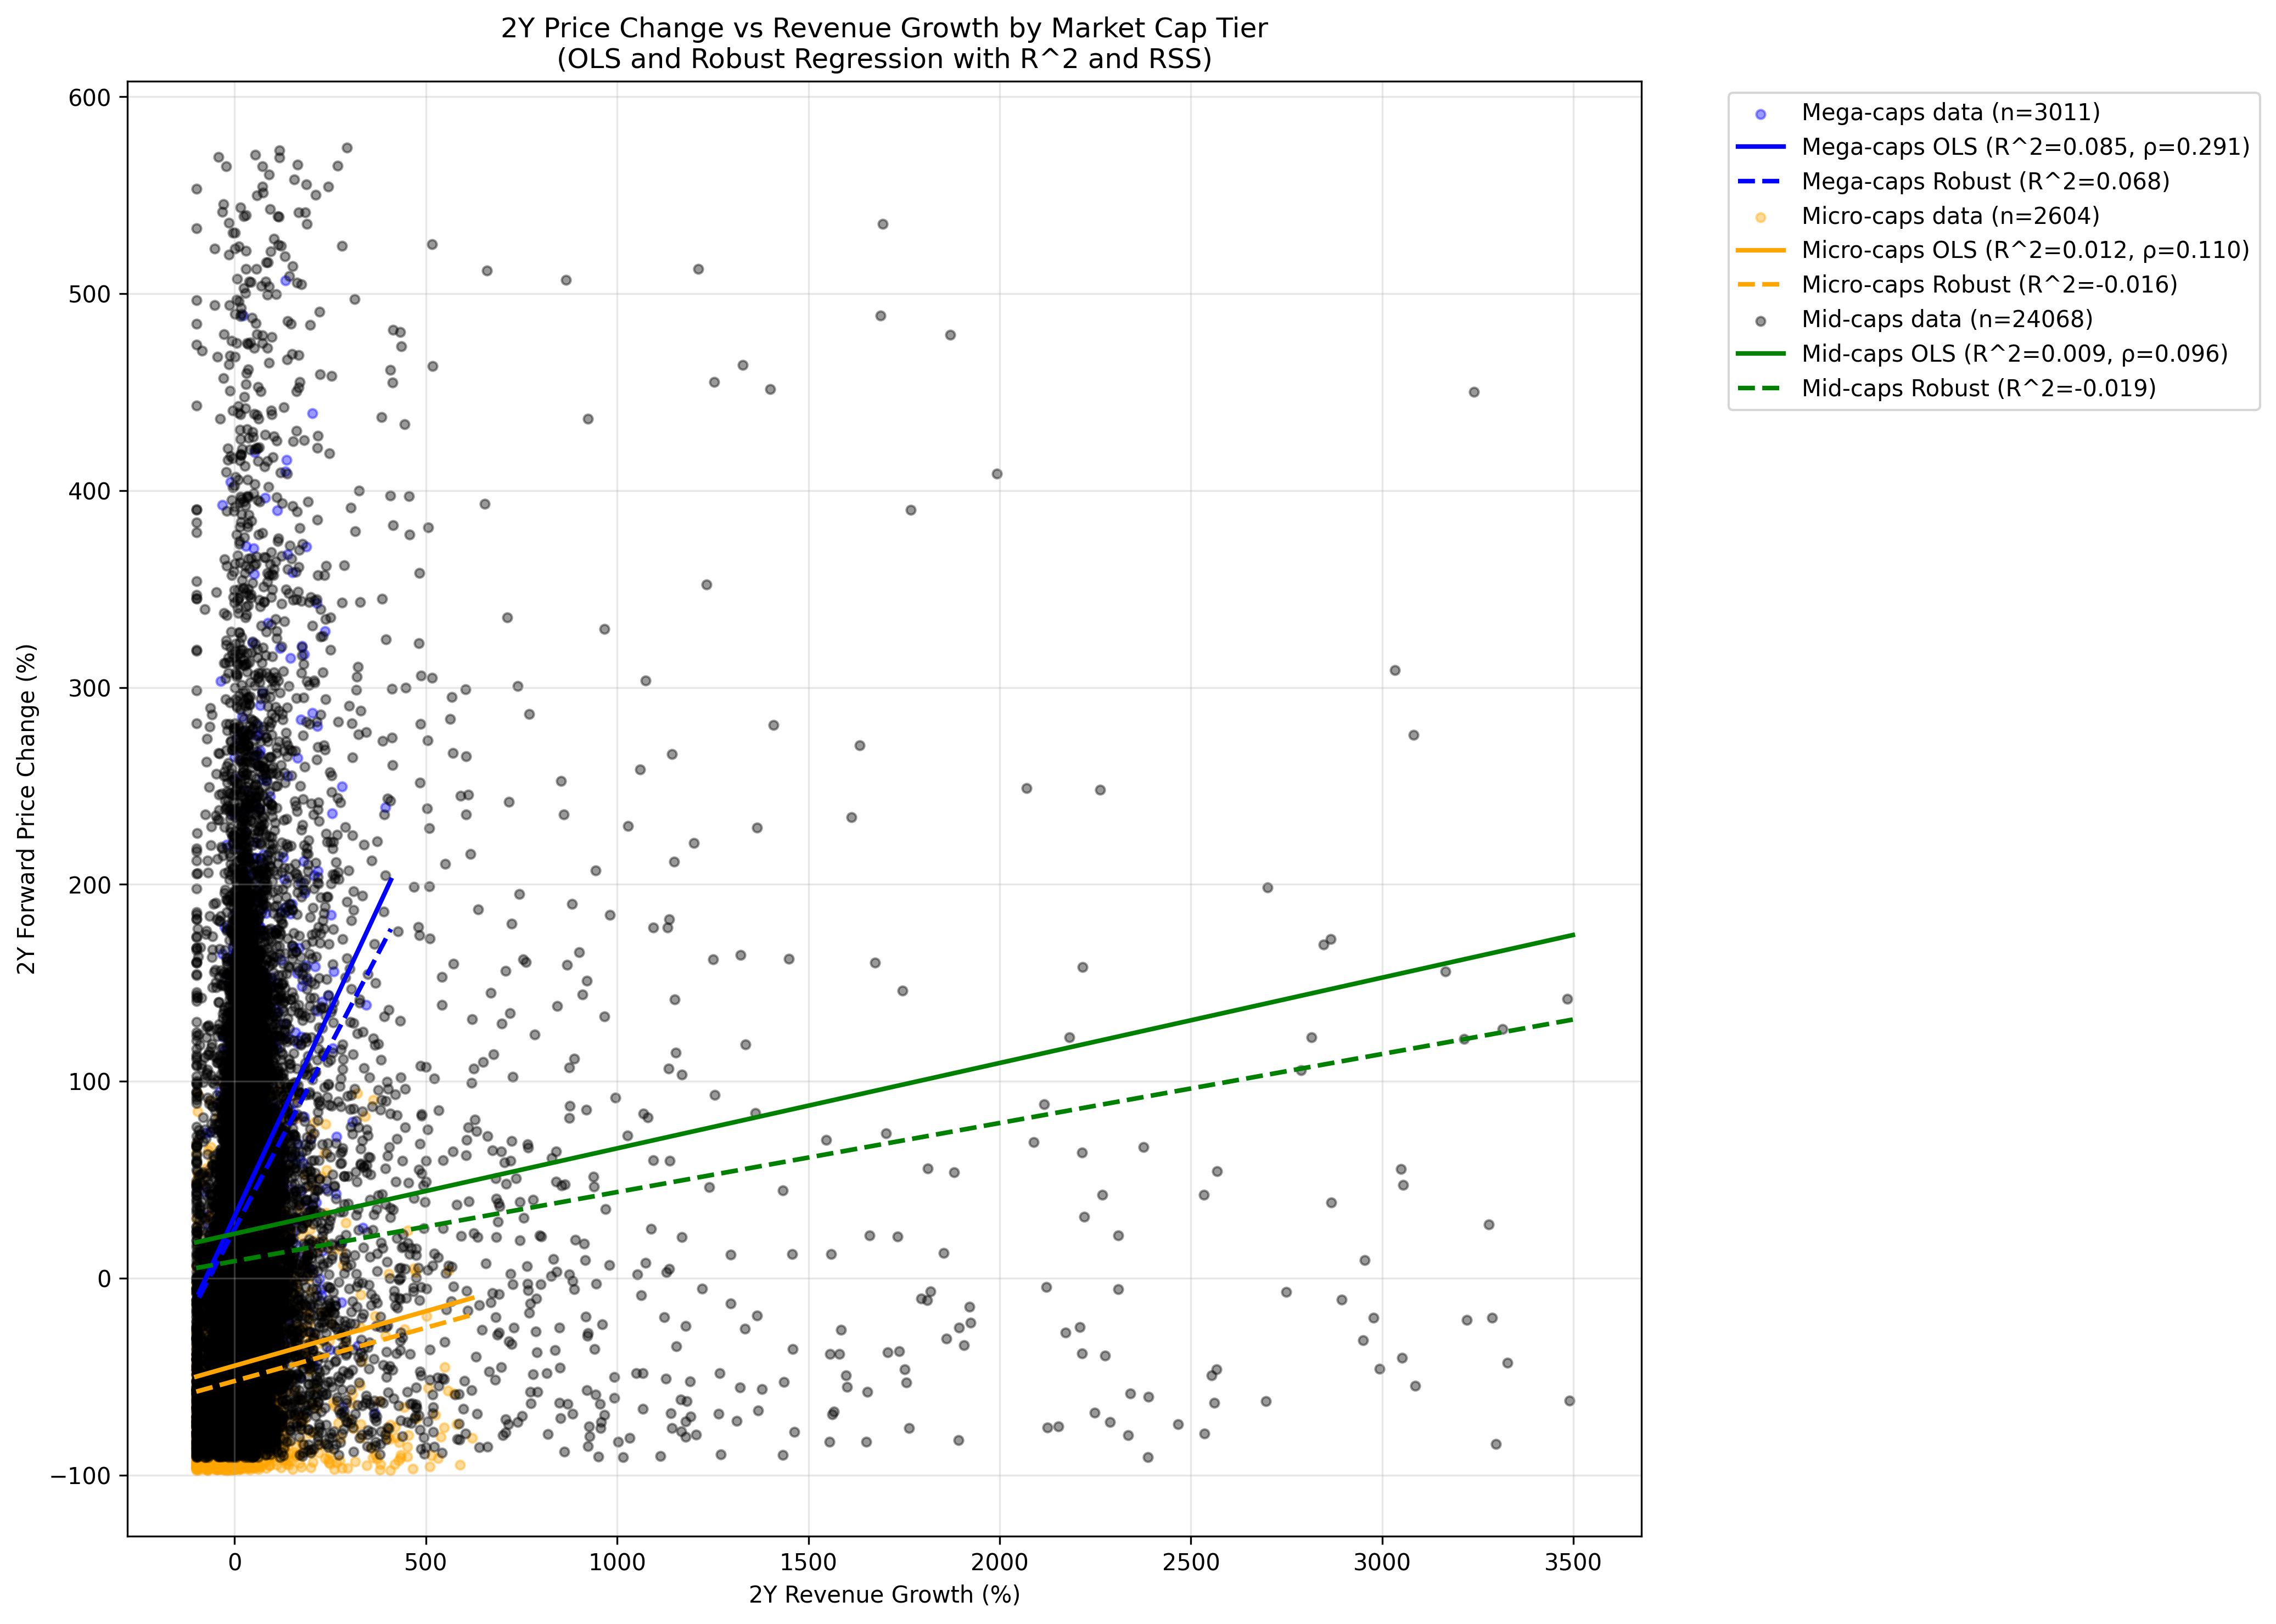 2Y Price Change vs Revenue Growth by Market Cap Tier
(OLS and Robust Regression with R^2 and RSS)
600
500
400
300
200
100
0
−100
2Y Forward Price Change (%)
0
500
1000
1500
2000
2500
3000
3500
2Y Revenue Growth (%)
Mega-caps data (n=3011)
Mega-caps OLS (R^2=0.085, ρ=0.291)
Mega-caps Robust (R^2=0.068)
Micro-caps data (n=2604)
Micro-caps OLS (R^2=0.012, ρ=0.110)
Micro-caps Robust (R^2=-0.016)
Mid-caps data (n=24068)
Mid-caps OLS (R^2=0.009, ρ=0.096)
Mid-caps Robust (R^2=-0.019)